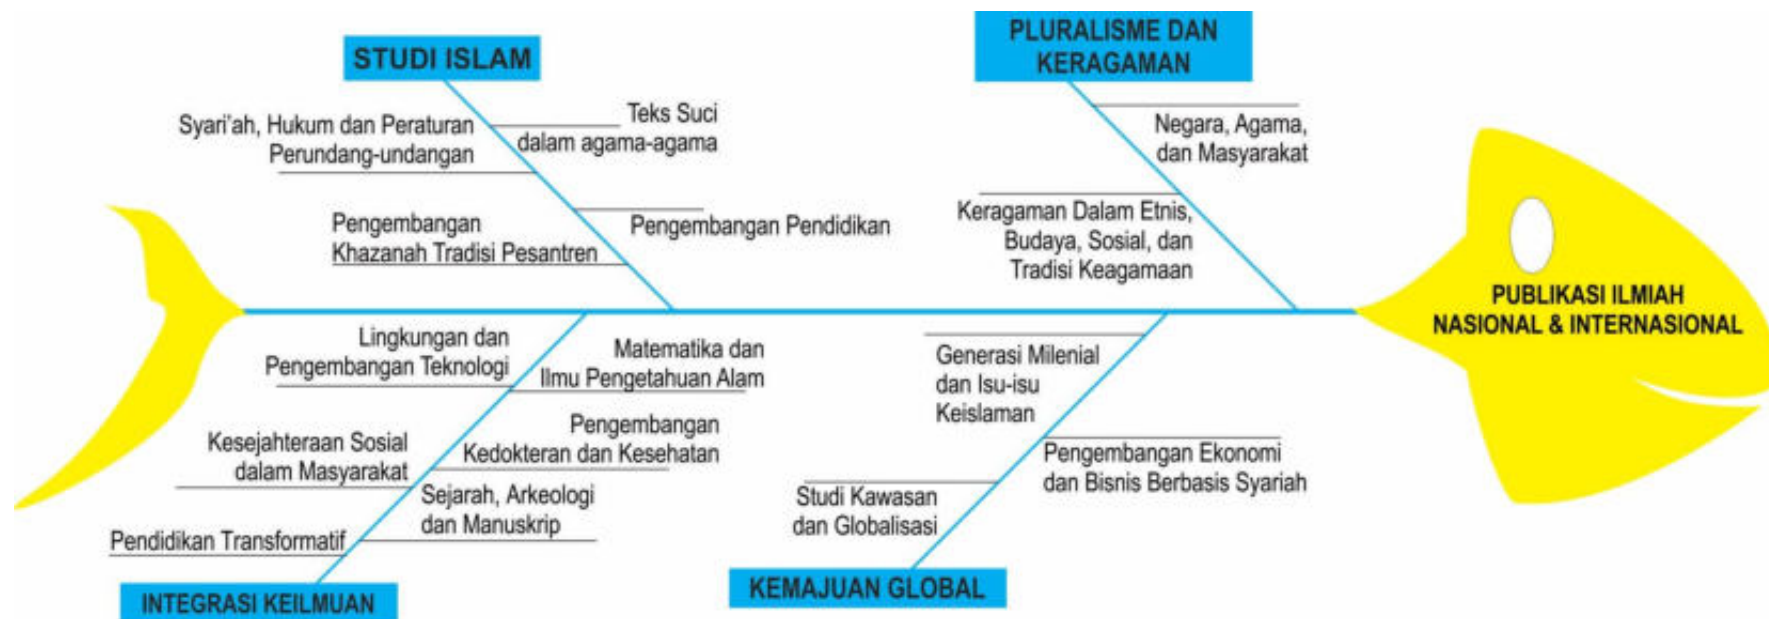 STUDI ISLAM
Syari'ah, Hukum dan Peraturan
Perundang-undangan
Teks Suci
dalam agama-agama
Pengembangan
Khazanah Tradisi Pesantren
Pengembangan Pendidikan
PLURALISME DAN
KERAGAMAN
Negara, Agama,
dan Masyarakat
Keragaman Dalam Etnis,
Budaya, Sosial, dan
Tradisi Keagamaan
PUBLIKASI ILMIAH
NASIONAL & INTERNASIONAL
Lingkungan dan
Pengembangan Teknologi
Matematika dan
Ilmu Pengetahuan Alam
Kesejahteraan Sosial
dalam Masyarakat
Pengembangan
Kedokteran dan Kesehatan
Sejarah, Arkeologi
dan Manuskrip
Pendidikan Transformatif
INTEGRASI KEILMUAN
Generasi Milenial
dan Isu-isu
Keislaman
Pengembangan Ekonomi
dan Bisnis Berbasis Syariah
Studi Kawasan
dan Globalisasi
KEMAJUAN GLOBAL